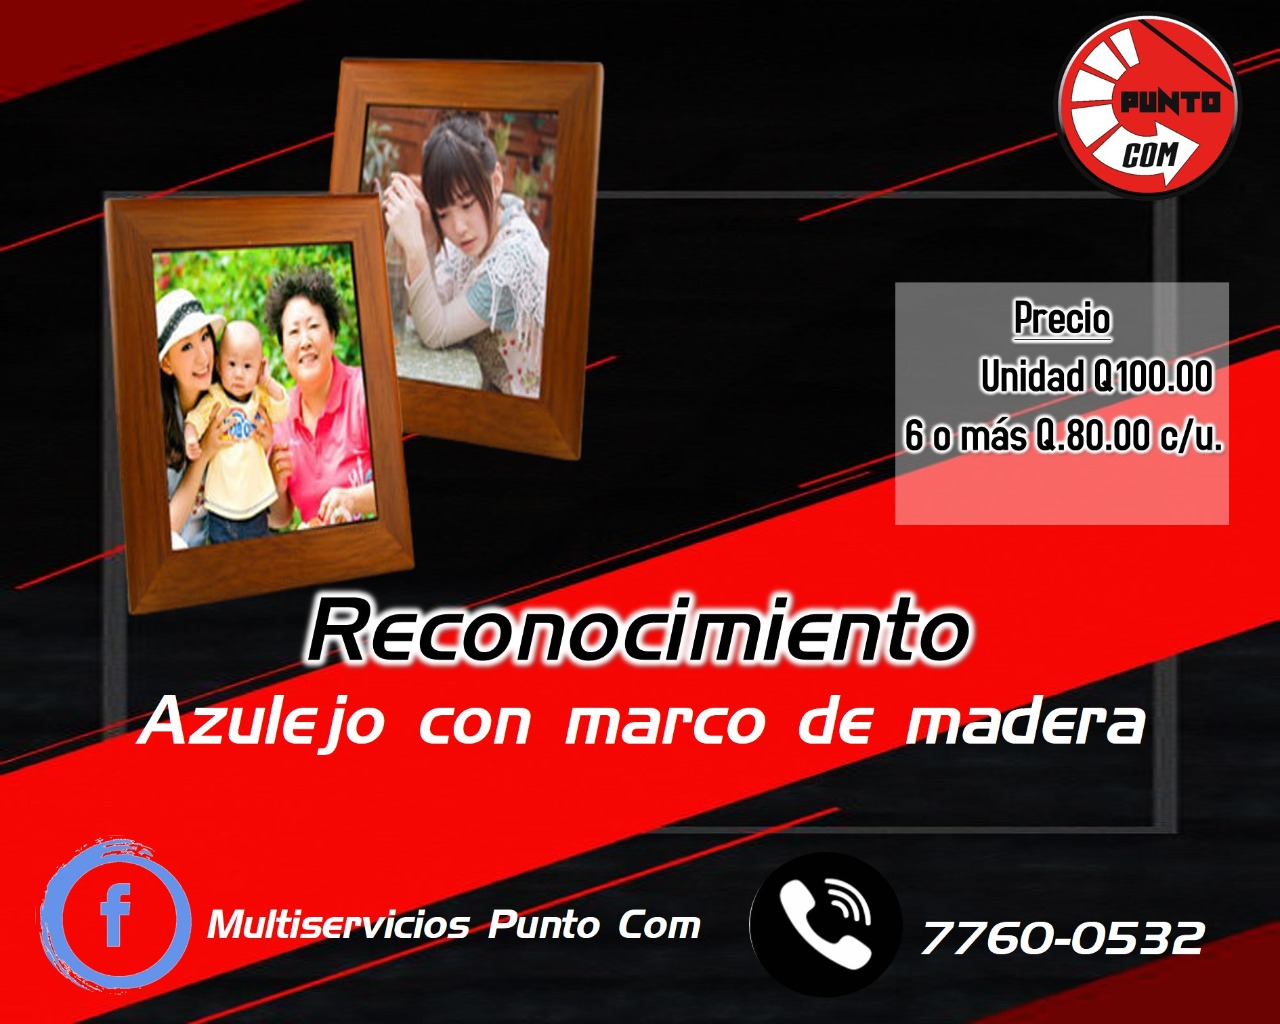 PUNTO
COM
Precio
Unidad Q100.00
6 o más Q.80.00 c/u.
Reconocimiento
Azulejo con marco de madera
f
Multiservicios Punto Com
7760-0532